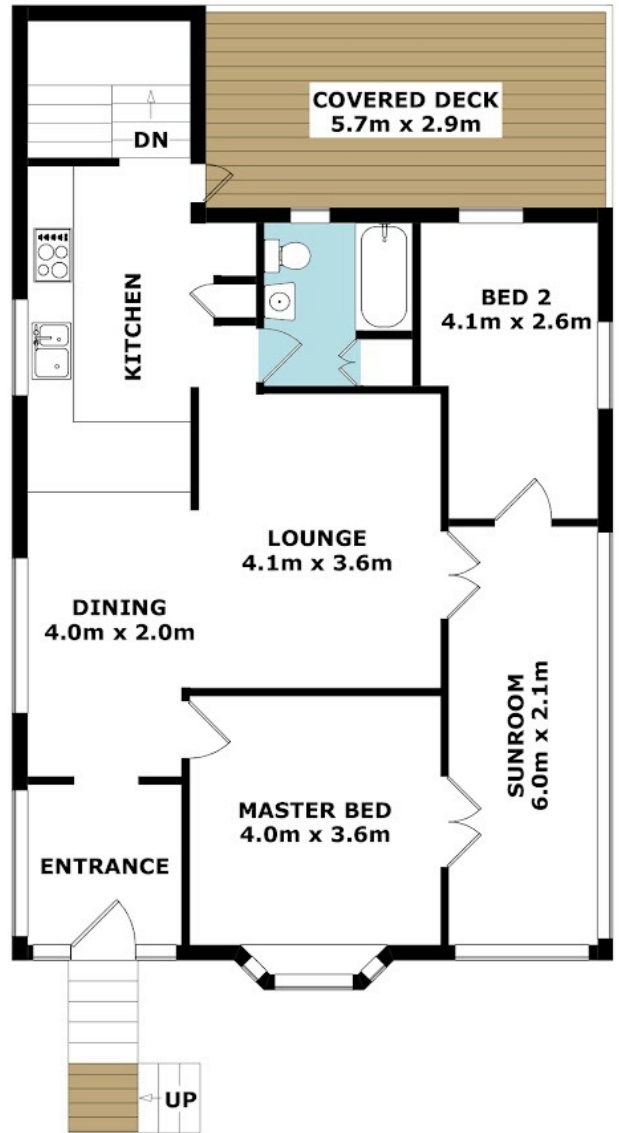 COVERED DECK
5.7m x 2.9m
DN
KITCHEN
BED 2
4.1m x 2.6m
LOUNGE
4.1m x 3.6m
DINING
4.0m x 2.0m
SUNROOM
6.0m x 2.1m
MASTER BED
4.0m x 3.6m
ENTRANCE
UP